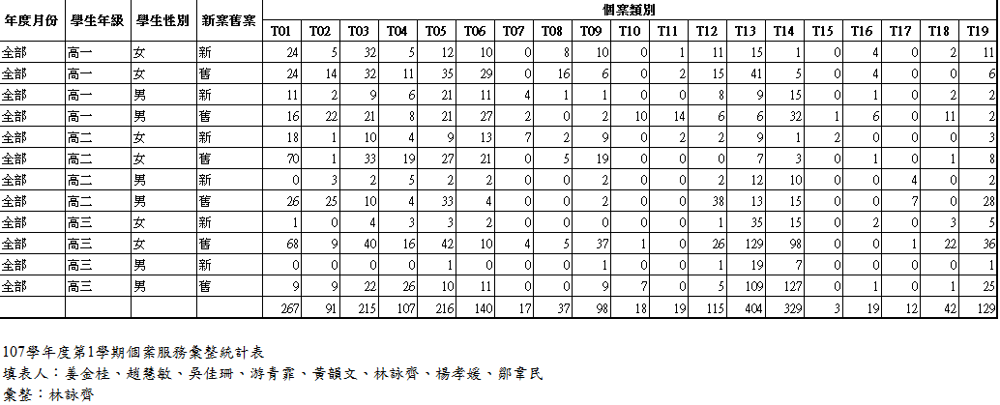 年度月份 學生年級 學生性別 新案舊案 個案類別
T01 T02 T03 T04 T05 T06 T07 T08 T09 T10 T11 T12 T13 T14 T15 T16 T17 T18 T19
全部 高一 女 新 24 5 32 5 12 10 0 8 10 0 1 11 15 1 0 4 0 2 11
全部 高一 女 舊 24 14 32 11 35 29 0 16 6 0 2 15 41 5 0 4 0 0 6
全部 高一 男 新 11 2 9 6 21 11 4 1 1 0 0 8 9 15 0 1 0 2 2
全部 高一 男 舊 16 22 21 8 21 27 2 0 2 10 14 6 6 32 1 6 0 11 2
全部 高二 女 新 18 1 10 4 9 13 7 2 9 0 2 2 9 1 2 0 0 0 3
全部 高二 女 舊 70 1 33 19 27 21 0 5 19 0 0 0 7 3 0 1 0 1 8
全部 高二 男 新 0 3 2 5 2 2 0 0 2 0 0 2 12 10 0 0 4 0 2
全部 高二 男 舊 26 25 10 4 33 4 0 0 2 0 0 38 13 15 0 0 7 0 28
全部 高三 女 新 1 0 4 3 3 2 0 0 0 0 0 1 35 15 0 2 0 3 5
全部 高三 女 舊 68 9 40 16 42 10 4 5 37 1 0 26 129 98 0 0 1 22 36
全部 高三 男 新 0 0 0 0 1 0 0 0 1 0 0 1 19 7 0 0 0 0 1
全部 高三 男 舊 9 9 22 26 10 11 0 0 9 7 0 5 109 127 0 1 0 1 25
267 91 215 107 216 140 17 37 98 18 19 115 404 329 3 19 12 42 129
107學年度第1學期個案服務彙整統計表
填表人：姜金桂、趙慧敏、吳佳珊、游青霏、黃韻文、林詠齊、楊孝媛、鄒韋民
彙整：林詠齊